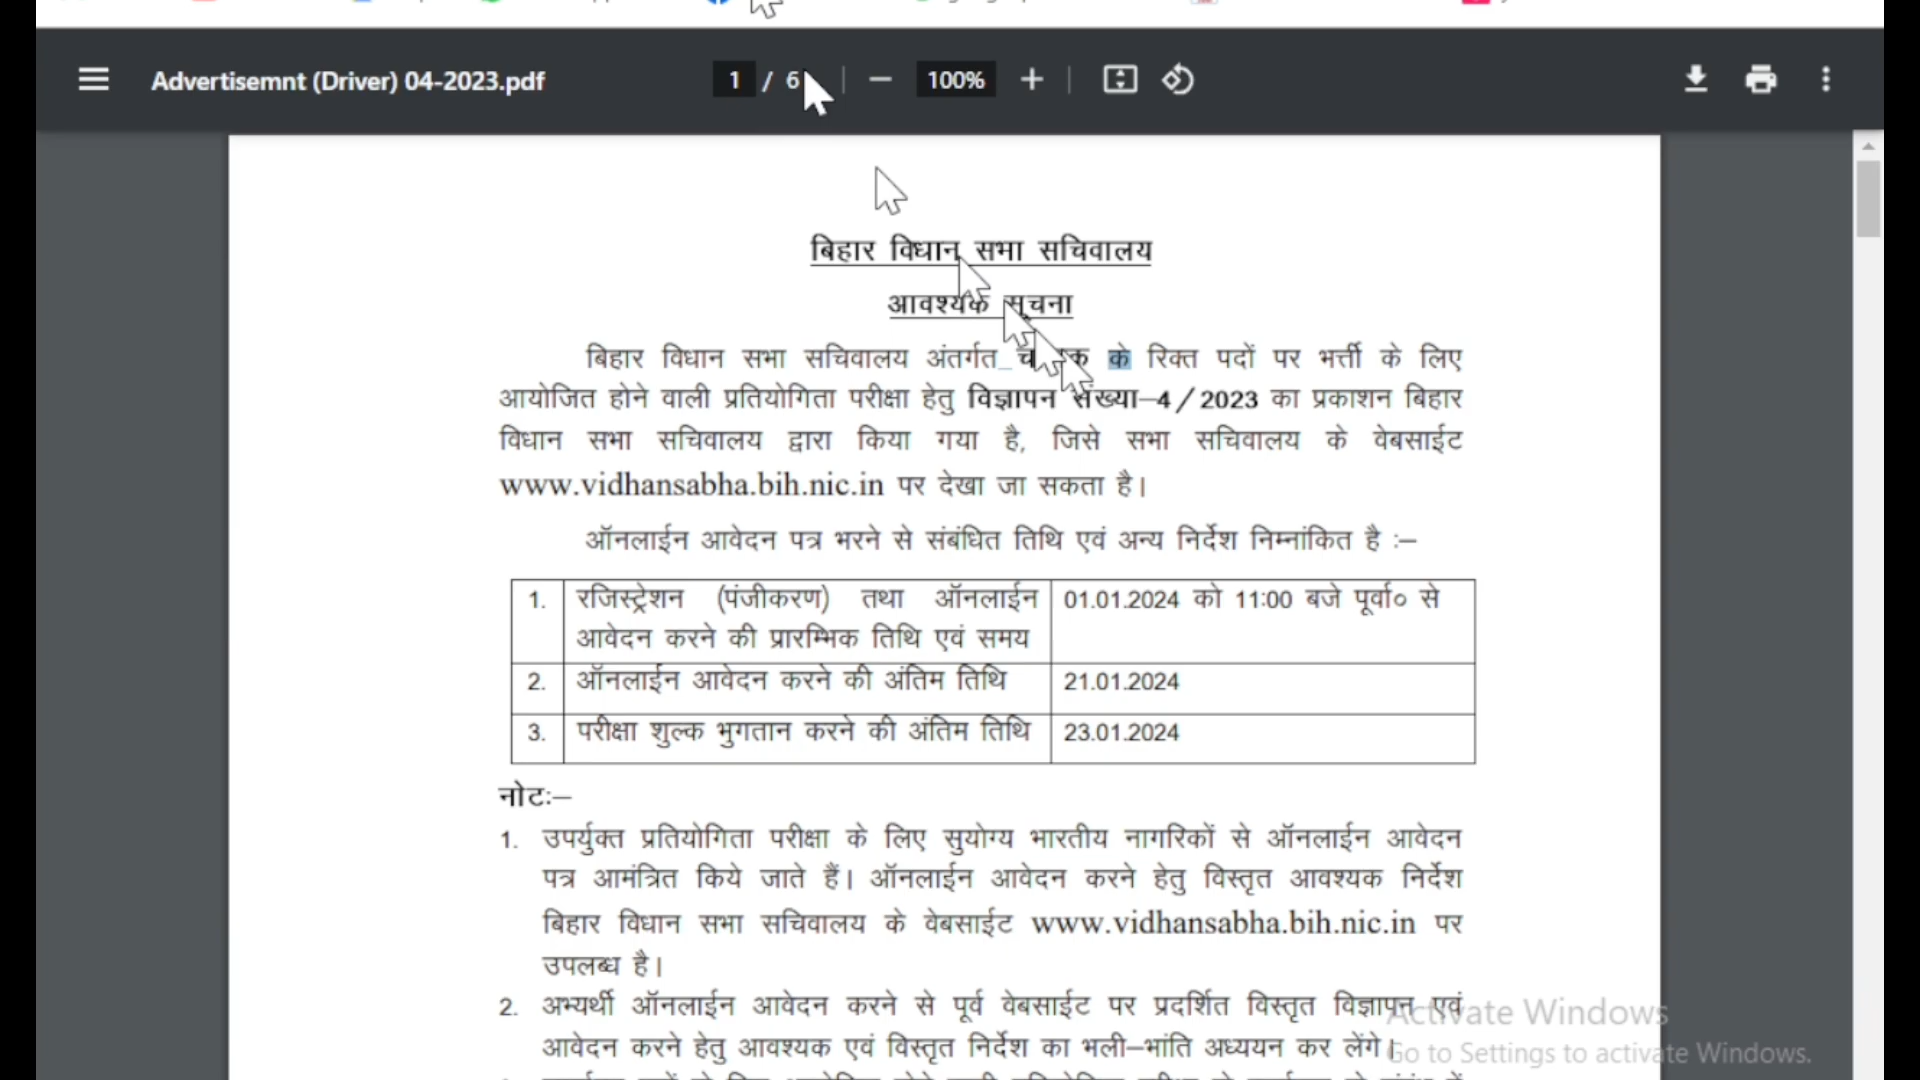 Advertisemnt (Driver) 04-2023.pdf
1 / 6
100%
बिहार विधान सभा सचिवालय
आवश्यक सूचना
बिहार विधान सभा सचिवालय अंतर्गत के रिक्त पदों पर भर्त्ती के लिए
आयोजित होने वाली प्रतियोगिता परीक्षा हेतु विज्ञापन संख्या–4/2023 का प्रकाशन बिहार
विधान सभा सचिवालय द्वारा किया गया है, जिसे सभा सचिवालय के वेबसाईट
www.vidhansabha.bih.nic.in पर देखा जा सकता है।
ऑनलाईन आवेदन पत्र भरने से संबंधित तिथि एवं अन्य निर्देश निम्नांकित है :–
1. रजिस्ट्रेशन (पंजीकरण) तथा ऑनलाईन 01.01.2024 को 11:00 बजे पूर्वा० से
आवेदन करने की प्रारम्भिक तिथि एवं समय
2. ऑनलाईन आवेदन करने की अंतिम तिथि 21.01.2024
3. परीक्षा शुल्क भुगतान करने की अंतिम तिथि 23.01.2024
नोटः–
1. उपर्युक्त प्रतियोगिता परीक्षा के लिए सुयोग्य भारतीय नागरिकों से ऑनलाईन आवेदन
पत्र आमंत्रित किये जाते हैं। ऑनलाईन आवेदन करने हेतु विस्तृत आवश्यक निर्देश
बिहार विधान सभा सचिवालय के वेबसाईट www.vidhansabha.bih.nic.in पर
उपलब्ध है।
2. अभ्यर्थी ऑनलाईन आवेदन करने से पूर्व वेबसाईट पर प्रदर्शित विस्तृत विज्ञापन एवं
आवेदन करने हेतु आवश्यक एवं विस्तृत निर्देश का भली–भांति अध्ययन कर लेंगे।
Activate Windows
Go to Settings to activate Windows.